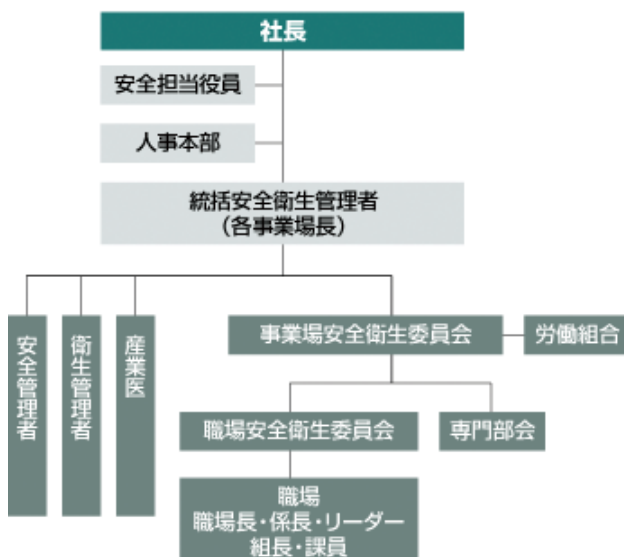 社長
安全担当役員
人事本部
統括安全衛生管理者
（各事業場長）
安全管理者
衛生管理者
産業医
事業場安全衛生委員会
労働組合
職場安全衛生委員会
専門部会
職場
職場長・係長・リーダー
組長・課員